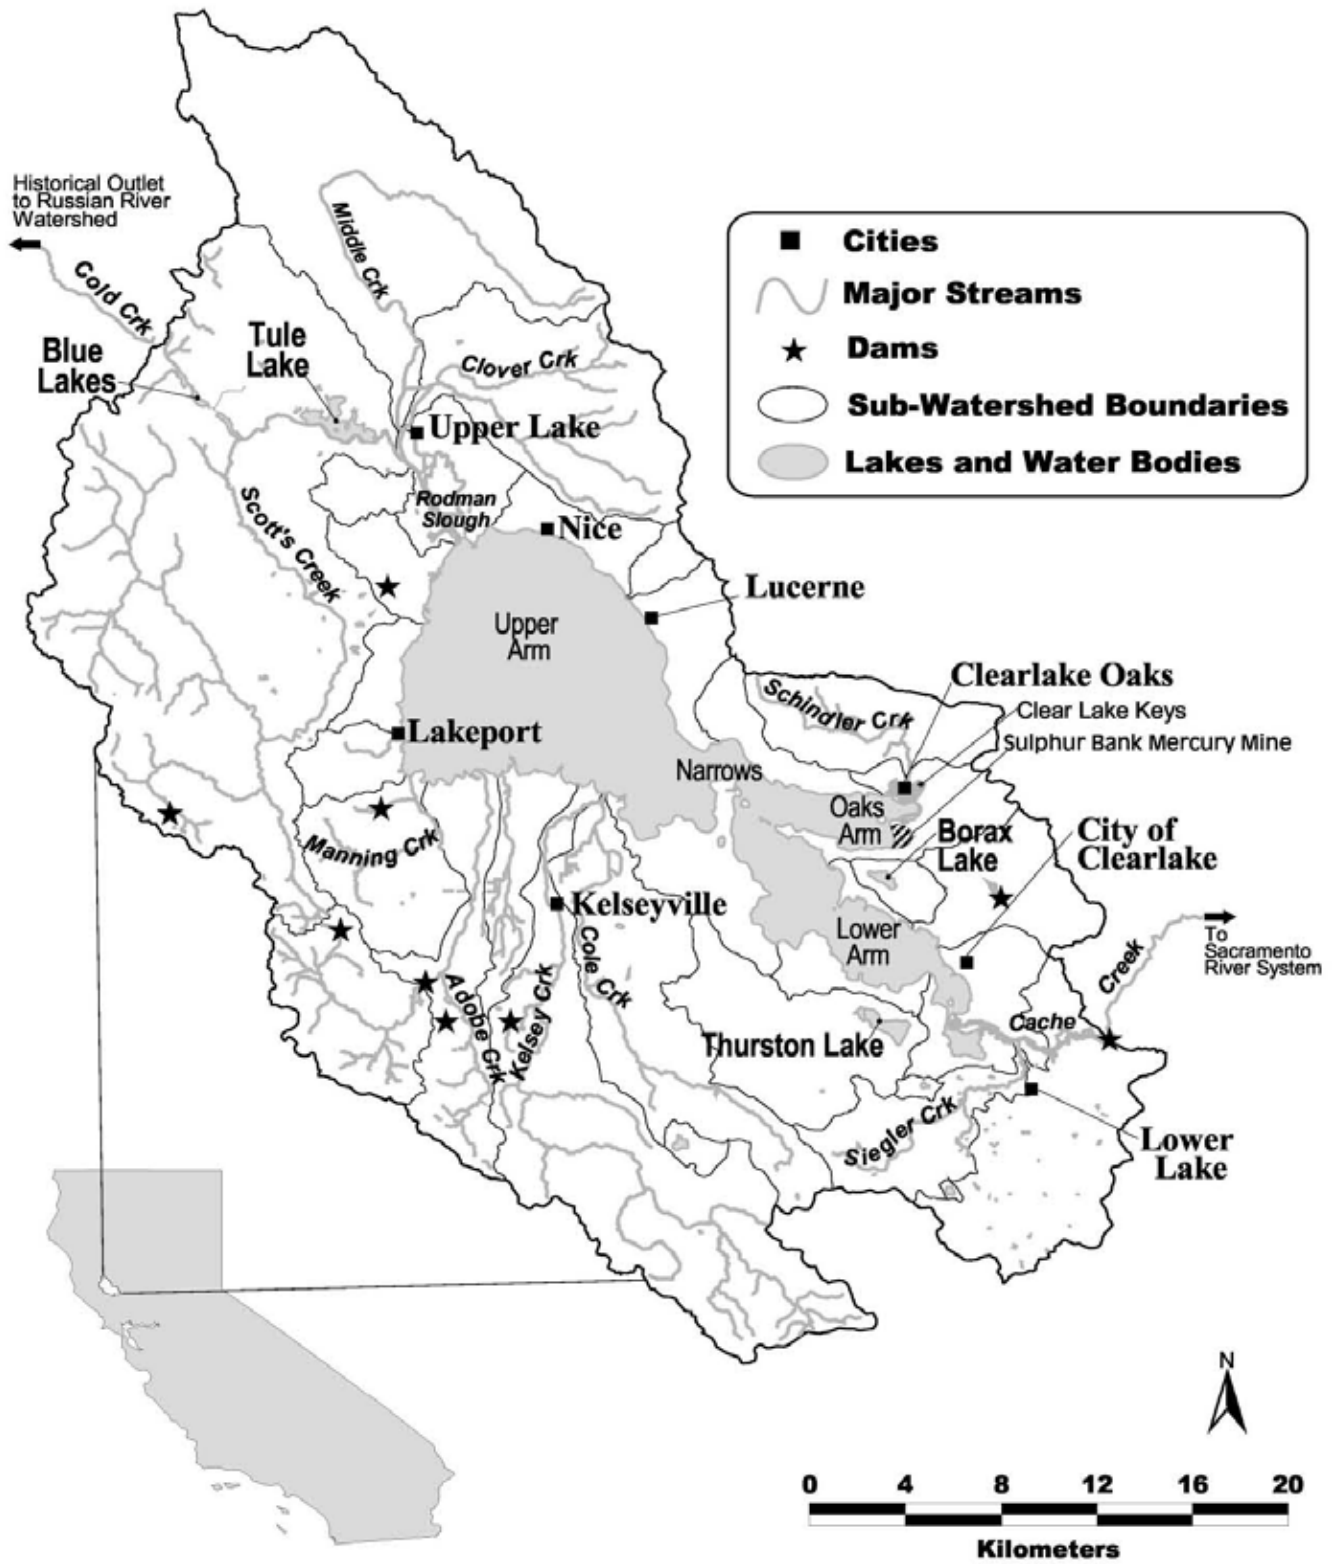 Historical Outlet
to Russian River
Watershed
Cold Crk
Middle Crk
Blue
Lakes
Tule
Lake
Clover Crk
Upper Lake
Scott's Creek
Rodman
Slough
Nice
Lucerne
Upper
Arm
Cities
Major Streams
Dams
Sub-Watershed Boundaries
Lakes and Water Bodies
Clearlake Oaks
Schindler Crk
Clear Lake Keys
Sulphur Bank Mercury Mine
Lakeport
Narrows
Oaks
Arm
Borax
Lake
City of
Clearlake
Manning Crk
Kelseyville
Lower
Arm
Cole Crk
Adobe Crk
Kelsey Crk
Creek
To
Sacramento
River System
Cache
Thurston Lake
Siegler Crk
Lower
Lake
N
0 4 8 12 16 20
Kilometers